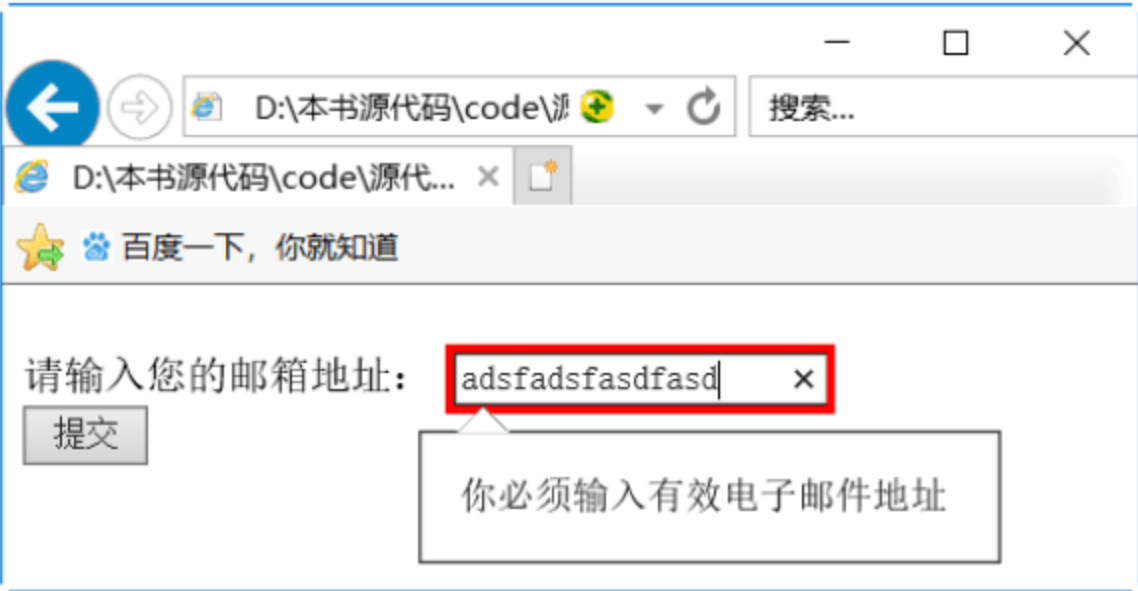 D:\本书源代码\code\源
搜索...
D:\本书源代码\code\源代...
百度一下，你就知道
请输入您的邮箱地址：
adsfadsfasdfasd
提交
你必须输入有效电子邮件地址